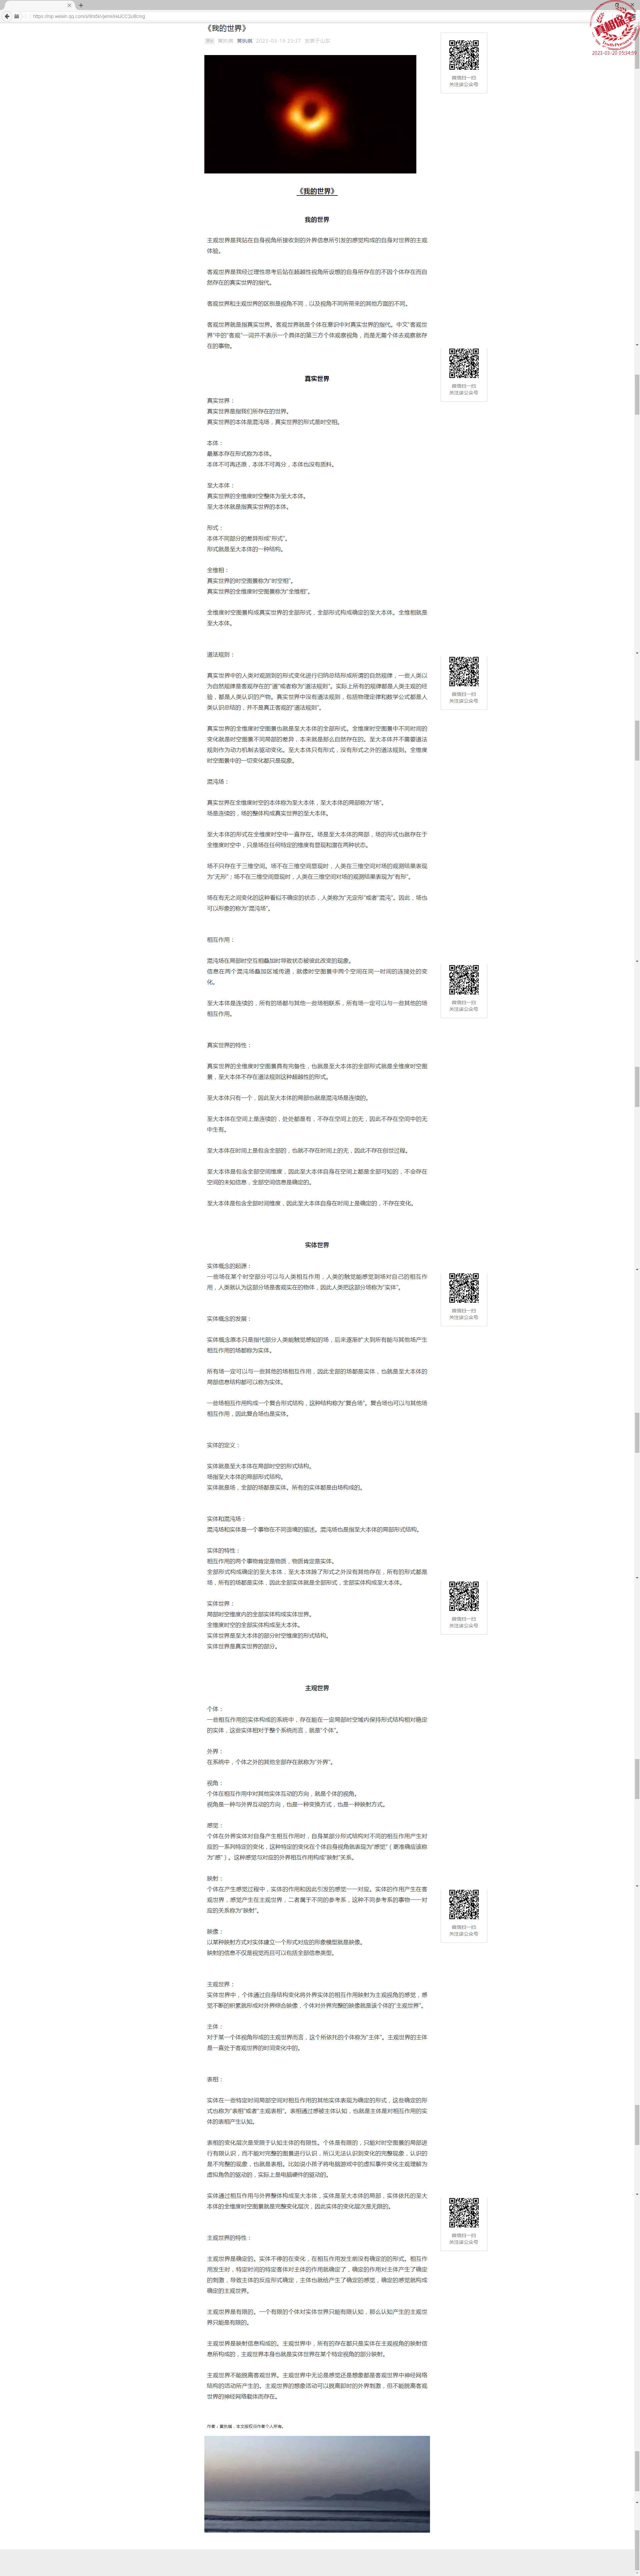 《我的世界》
2023-03-19 23:37 发表于山东
《我的世界》
我的世界
主观世界是我站在自身视角所接收到的外界信息所引发的感觉构成的自身对世界的主观
体验。
客观世界是我经过理性思考后站在超越性视角所设想的自身所存在的不因个体存在而自
然存在的真实世界的指代。
客观世界和主观世界的区别是视角不同，以及视角不同所带来的其他方面的不同。
客观世界就是指真实世界。客观世界就是个体在意识中对真实世界的指代。中文“客观世
界”中的“客观”一词并不表示一个具体的第三方个体观察视角，而是无需个体去观察就存
在的事物。
真实世界
真实世界：
真实世界是指我们所存在的世界。
真实世界的本体是混沌场，真实世界的形式是时空相。
本体：
最基本存在形式称为本体。
本体不可再还原，本体不可再分，本体也没有质料。
至大本体：
真实世界的全维度时空整体为至大本体。
至大本体就是指真实世界的本体。
形式：
本体不同部分的差异形成“形式”。
形式就是至大本体的一种结构。
全维相：
真实世界的时空图景称为“时空相”。
真实世界的全维度时空图景称为“全维相”。
全维度时空图景构成真实世界的全部形式，全部形式构成确定的至大本体。全维相就是
至大本体。
道法规则：
真实世界中的人类对观测到的形式变化进行归纳总结形成所谓的自然规律，一些人类以
为自然规律是客观存在的“道”或者称为“道法规则”。实际上所有的规律都是人类主观的经
验，都是人类认识的产物。真实世界中没有道法规则，包括物理定律和数学公式都是人
类认识总结的，并不是真正客观的“道法规则”。
真实世界的全维度时空图景也就是至大本体的全部形式。全维度时空图景中不同时间的
变化就是时空图景不同局部的差异，本来就是那么自然存在的。至大本体并不需要道法
规则作为动力机制去驱动变化。至大本体只有形式，没有形式之外的道法规则。全维度
时空图景中的一切变化都只是现象。
混沌场：
真实世界在全维度时空的本体称为至大本体，至大本体的局部称为“场”。
场是连续的，场的整体构成真实世界的至大本体。
至大本体的形式在全维度时空中一直存在。场是至大本体的局部，场的形式也就存在于
全维度时空中，只是场在任何特定的维度有显现和潜在两种状态。
场不只存在于三维空间。场不在三维空间显现时，人类在三维空间对场的观测结果表现
为“无形”；场不在三维空间显现时，人类在三维空间对场的观测结果表现为“有形”。
场在有无之间变化的这种看似不确定的状态，人类称为“无定形”或者“混沌”。因此，场也
可以形象的称为“混沌场”。
相互作用：
混沌场在局部时空互相叠加时导致状态被彼此改变的现象。
信息在两个混沌场叠加区域传递，就像时空图景中两个空间在同一时间的连接处的变
化。
至大本体是连续的，所有的场都与其他一些场相联系，所有场一定可以与一些其他的场
相互作用。
真实世界的特性：
真实世界的全维度时空图景具有完备性，也就是至大本体的全部形式就是全维度时空图
景，至大本体不存在道法规则这种超越性的形式。
至大本体只有一个，因此至大本体的局部也就是混沌场是连续的。
至大本体在空间上是连续的，处处都是有，不存在空间上的无，因此不存在空间中的无
中生有。
至大本体在时间上是包含全部的，也就不存在时间上的无，因此不存在创世过程。
至大本体是包含全部空间维度，因此至大本体自身在空间上都是全部可知的，不会存在
空间的未知信息，全部空间信息是确定的。
至大本体是包含全部时间维度，因此至大本体自身在时间上是确定的，不存在变化。
实体世界
实体概念的起源：
一些场在某个时空部分可以与人类相互作用，人类的触觉能感觉到场对自己的相互作
用，人类就认为这部分场是客观实在的物体，因此人类把这部分场称为“实体”。
实体概念的发展：
实体概念原本只是指代部分人类能触觉感知的场，后来逐渐扩大到所有能与其他场产生
相互作用的场都称为实体。
所有场一定可以与一些其他的场相互作用，因此全部的场都是实体，也就是至大本体的
局部信息结构都可以称为实体。
一些场相互作用构成一个复合形式结构，这种结构称为“复合场”。复合场也可以与其他场
相互作用，因此复合场也是实体。
实体的定义：
实体就是至大本体在局部时空的形式结构。
场指至大本体的局部形式结构。
实体就是场，全部的场都是实体。所有的实体都是由场构成的。
实体和混沌场：
混沌场和实体是一个事物在不同语境的描述。混沌场也是指至大本体的局部形式结构。
实体的特性：
相互作用的两个事物肯定是物质，物质肯定是实体。
全部形式构成确定的至大本体，至大本体除了形式之外没有其他存在，所有的形式都是
场，所有的场都是实体，因此全部实体就是全部形式，全部实体构成至大本体。
实体世界：
局部时空维度内的全部实体构成实体世界。
全维度时空的全部实体构成至大本体。
实体世界是至大本体的部分时空维度的形式结构。
实体世界是真实世界的部分。
主观世界
个体：
一些相互作用的实体构成的系统中，存在能在一定局部时空域内保持形式结构相对稳定
的实体，这些实体相对于整个系统而言，就是“个体”。
外界：
在系统中，个体之外的其他全部存在就称为“外界”。
视角：
个体在相互作用中对其他实体互动的方向，就是个体的视角。
视角是一种与外界互动的方向，也是一种变换方式，也是一种映射方式。
感觉：
个体在外界实体对自身产生相互作用时，自身某部分形式结构对不同的相互作用产生对
应的一系列特定的变化，这种特定的变化在个体自身视角就表现为“感觉”（更准确应该称
为“感”）。这种感觉与对应的外界相互作用构成“映射”关系。
映射：
个体在产生感觉过程中，实体的作用和因此引发的感觉一一对应。实体的作用产生在客
观世界，感觉产生在主观世界，二者属于不同的参考系，这种不同参考系的事物一一对
应的关系称为“映射”。
映像：
以某种映射方式对实体建立一个形式对应的形象模型就是映像。
映射的信息不仅是视觉而且可以包括全部信息类型。
主观世界：
实体世界中，个体通过自身结构变化将外界实体的相互作用映射为主观视角的感觉，感
觉不断的积累就形成对外界综合映像，个体对外界完整的映像就是该个体的“主观世界”。
主体：
对于某一个体视角形成的主观世界而言，这个所依托的个体称为“主体”。主观世界的主体
是一直处于客观世界的时间变化中的。
表相：
实体在一些特定时间局部空间对相互作用的其他实体表现为确定的形式，这些确定的形
式也称为“表相”或者“主观表相”。表相通过感被主体认知，也就是主体是对相互作用的实
体的表相产生认知。
表相的变化层次是受限于认知主体的有限性。个体是有限的，只能对时空图景的局部进
行有限认识，而不能对完整的图景进行认识，所以无法认识到变化的完整现象，认识的
是不完整的现象，也就是表相。比如说小孩子将电脑游戏中的虚拟事件变化主观理解为
虚拟角色的驱动的，实际上是电脑硬件的驱动的。
实体通过相互作用与外界整体构成至大本体，实体是至大本体的局部，实体依托的至大
本体的全维度时空图景就是完整变化层次，因此实体的变化层次是无限的。
主观世界的特性：
主观世界是确定的。实体不停的在变化，在相互作用发生前没有确定的的形式。相互作
用发生时，特定时间的特定客体对主体的作用就确定了，确定的作用对主体产生了确定
的刺激，导致主体的反应形式确定，主体也就给产生了确定的感觉，确定的感觉就构成
确定的主观世界。
主观世界是有限的。一个有限的个体对实体世界只能有限认知，那么认知产生的主观世
界只能是有限的。
主观世界是映射信息构成的。主观世界中，所有的存在都只是实体在主观视角的映射信
息所构成的，主观世界本身也就是实体世界在某个特定视角的部分映射。
主观世界不能脱离客观世界。主观世界中无论是感觉还是想象都是客观世界中神经网络
结构的活动所产生的。主观世界的想象活动可以脱离即时的外界刺激，但不能脱离客观
世界的神经网络载体而存在。
微信扫一扫
关注该公众号